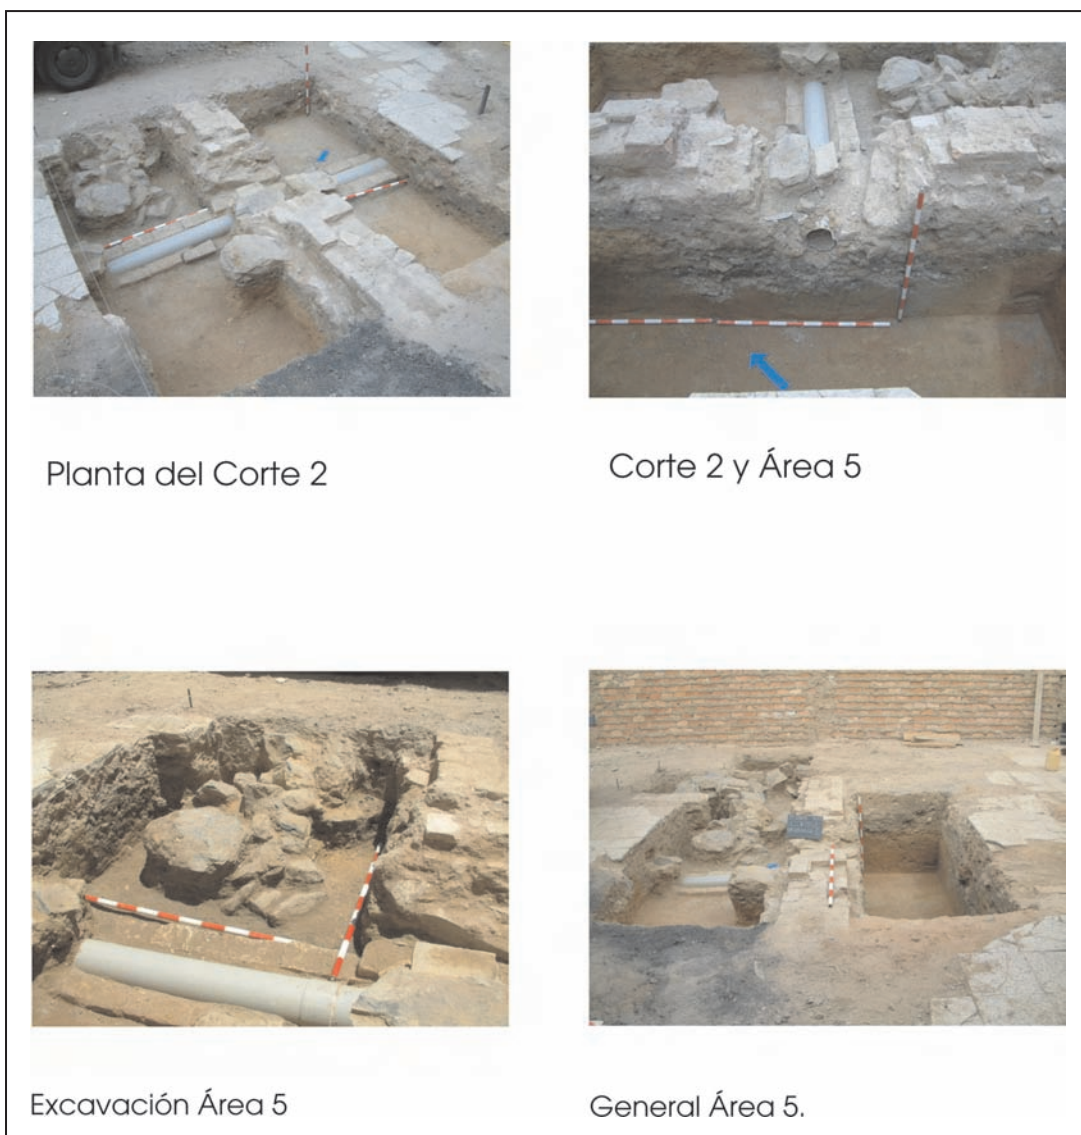 Planta del Corte 2
Corte 2 y Área 5
Excavación Área 5
General Área 5.